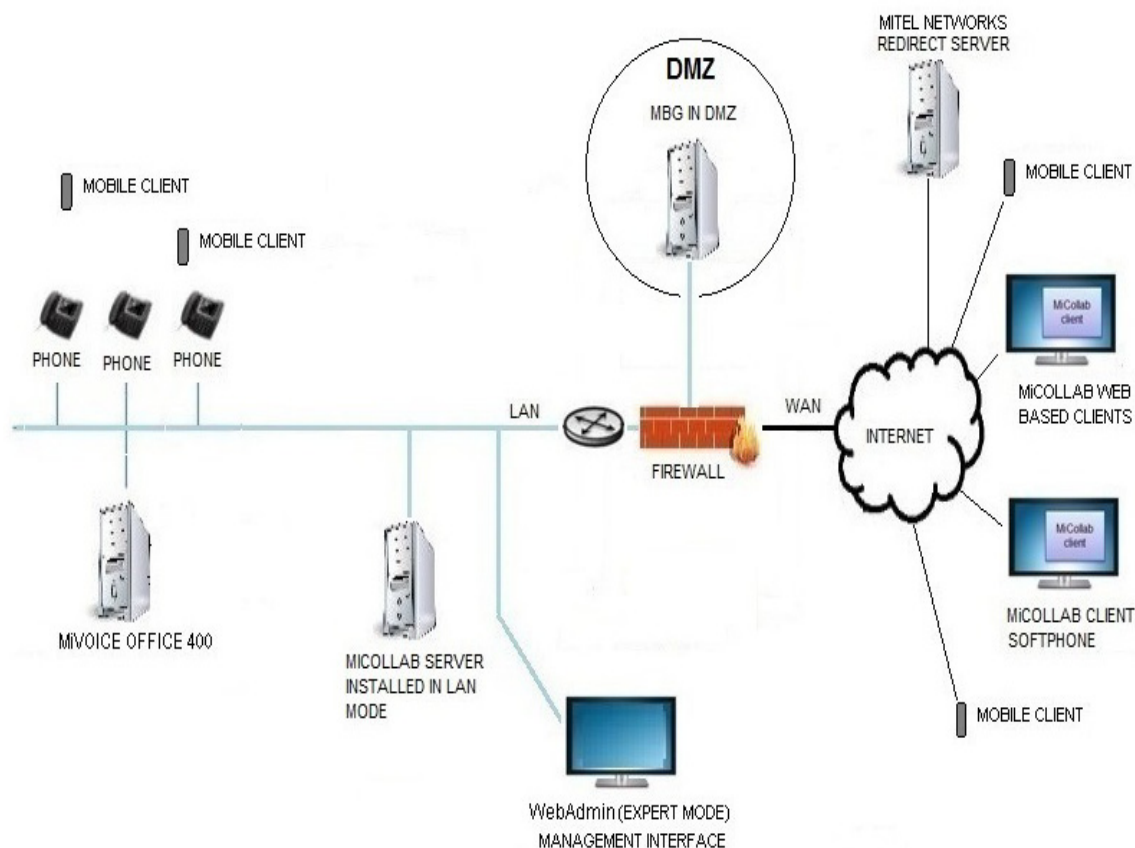 MITEL NETWORKS
REDIRECT SERVER
DMZ
MBG IN DMZ
MOBILE CLIENT
MOBILE CLIENT
MOBILE CLIENT
PHONE
PHONE
PHONE
MiCollab
client
MiCOLLAB WEB
BASED CLIENTS
LAN
WAN
INTERNET
FIREWALL
MiCollab
client
MiCOLLAB CLIENT
SOFTPHONE
MiVOICE OFFICE 400
MICOLLAB SERVER
INSTALLED IN LAN
MODE
MOBILE CLIENT
WebAdmin (EXPERT MODE)
MANAGEMENT INTERFACE